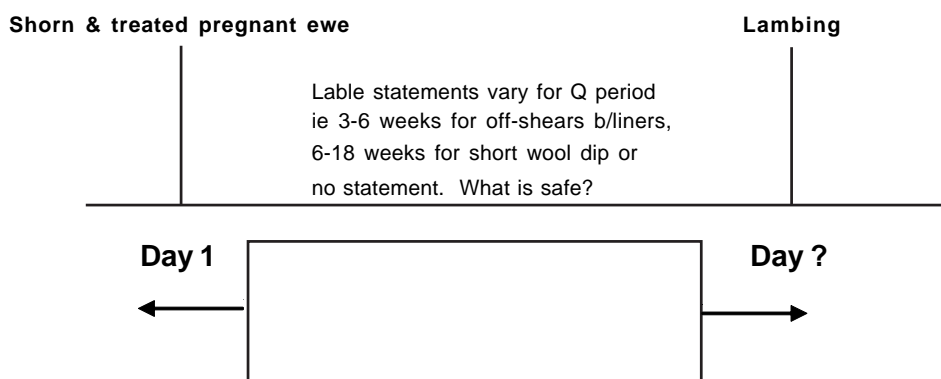 Shorn & treated pregnant ewe
Lambing
Lable statements vary for Q period
ie 3-6 weeks for off-shears b/liners,
6-18 weeks for short wool dip or
no statement. What is safe?
Day 1
Day ?